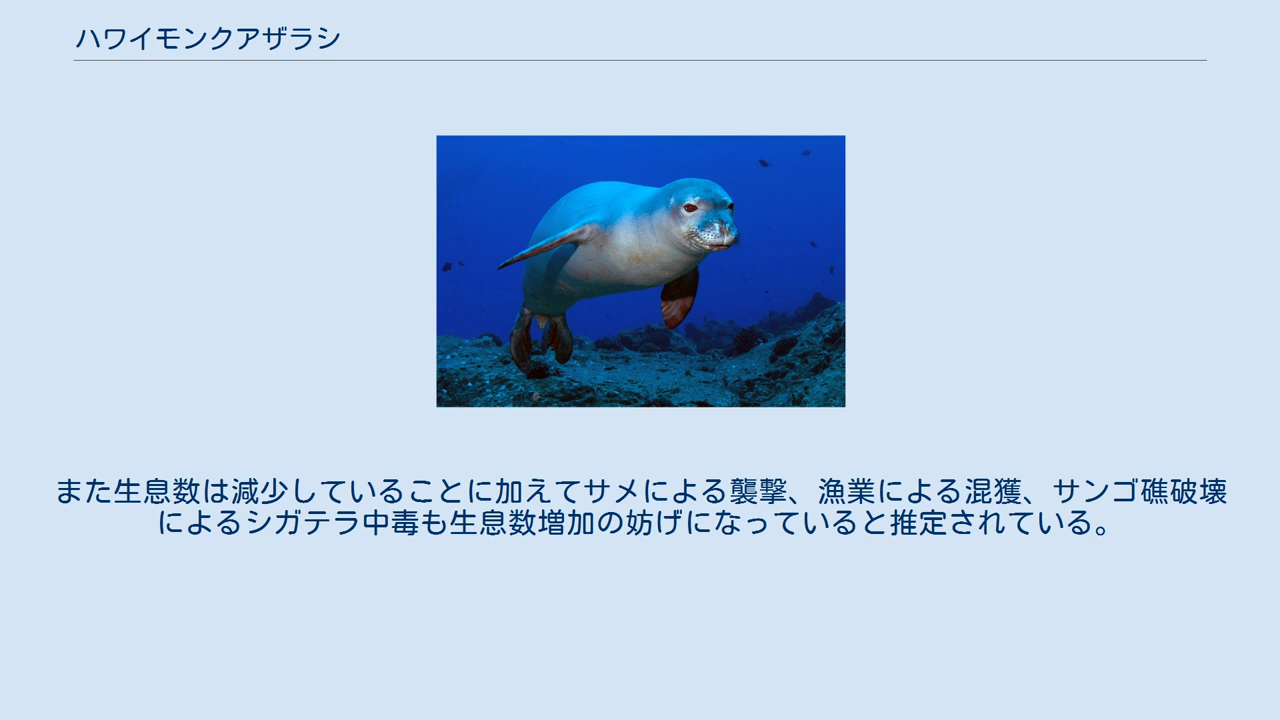 ハワイモンクアザラシ
また生息数は減少していることに加えてサメによる襲撃、漁業による混獲、サンゴ礁破壊
によるシガテラ中毒も生息数増加の妨げになっていると推定されている。